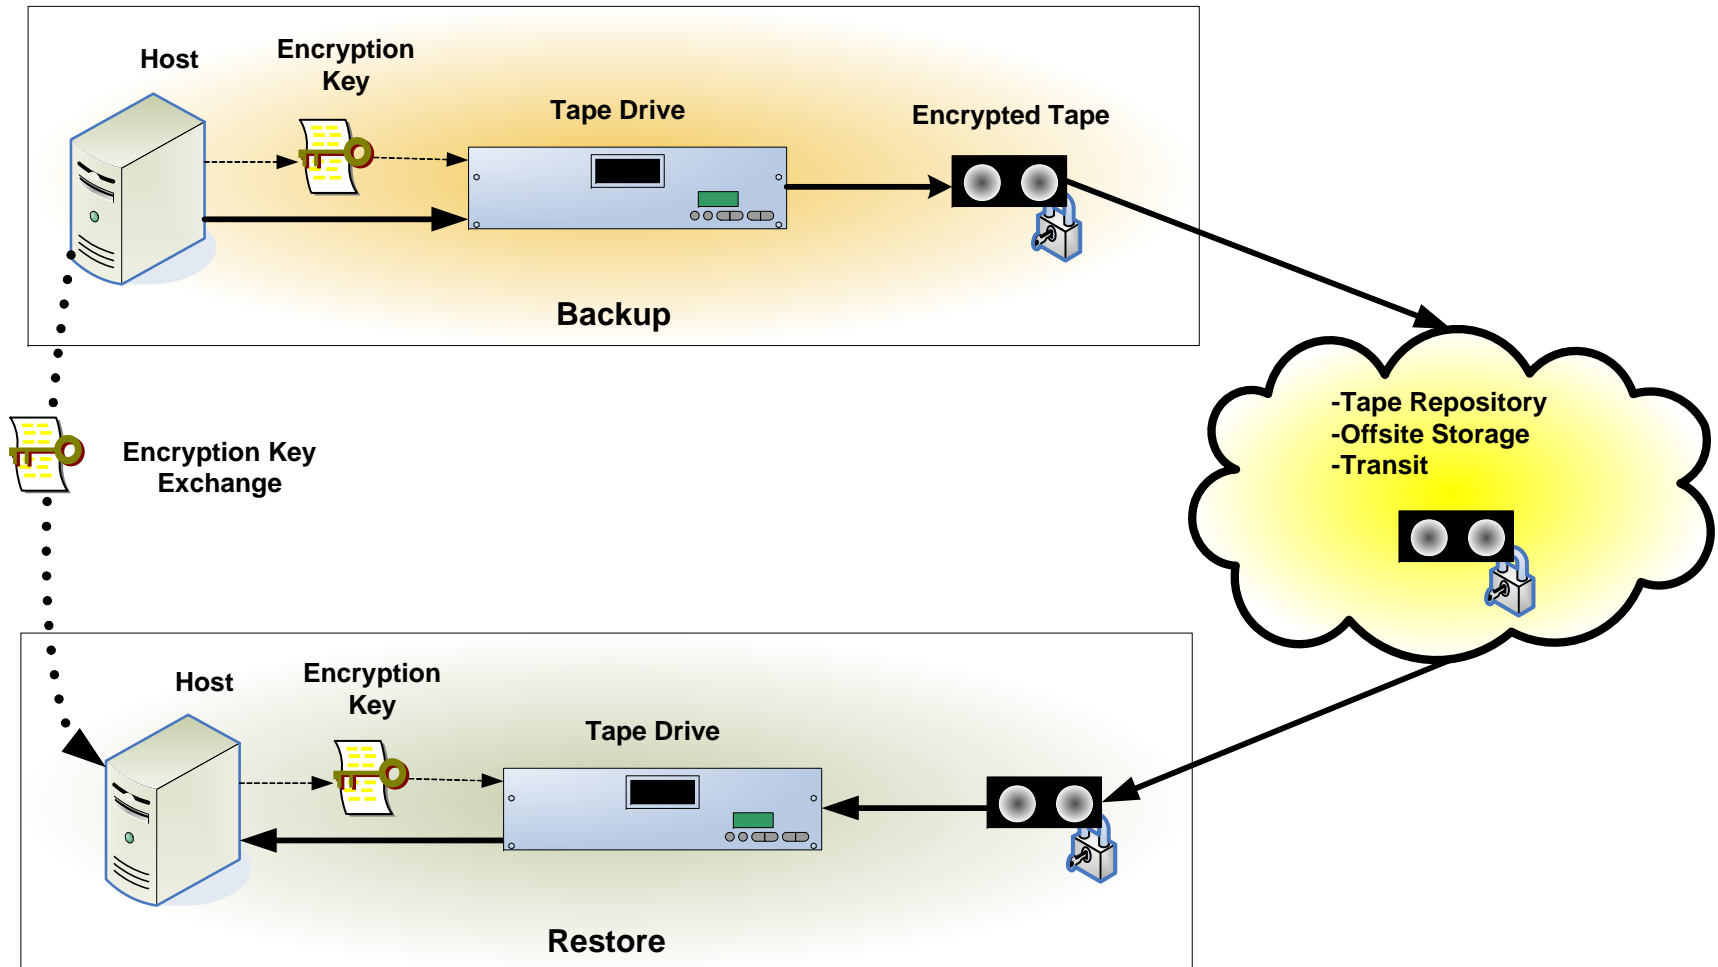 Host
Encryption
Key
Tape Drive
Encrypted Tape
Backup
-Tape Repository
-Offsite Storage
-Transit
Encryption Key
Exchange
Host
Encryption
Key
Tape Drive
Restore